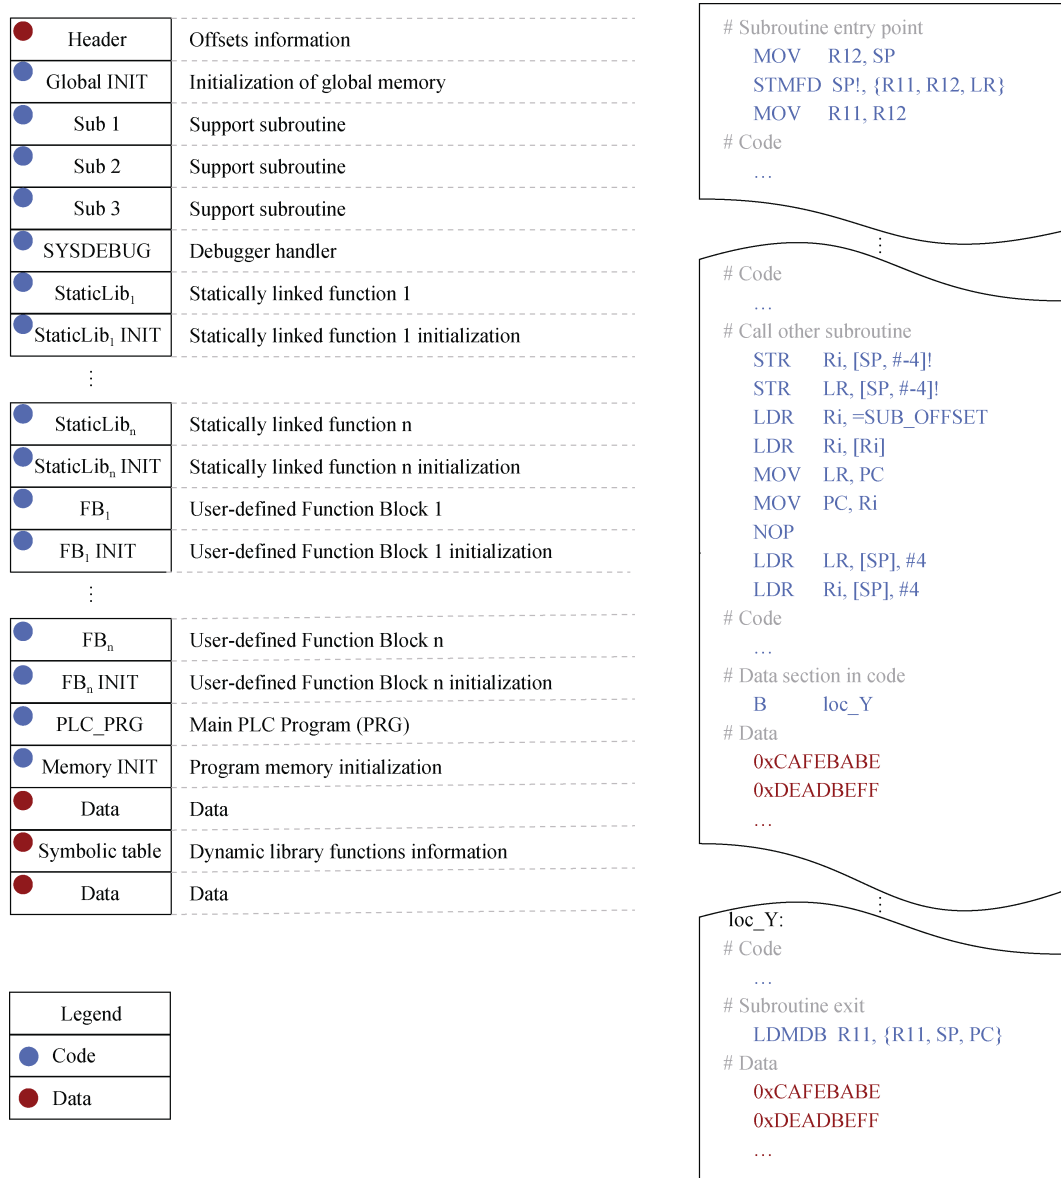 Header Offsets information
Global INIT Initialization of global memory
Sub 1 Support subroutine
Sub 2 Support subroutine
Sub 3 Support subroutine
SYSDEBUG Debugger handler
StaticLib₁ Statically linked function 1
StaticLib₁ INIT Statically linked function 1 initialization
⋮
StaticLibₙ Statically linked function n
StaticLibₙ INIT Statically linked function n initialization
FB₁ User-defined Function Block 1
FB₁ INIT User-defined Function Block 1 initialization
⋮
FBₙ User-defined Function Block n
FBₙ INIT User-defined Function Block n initialization
PLC_PRG Main PLC Program (PRG)
Memory INIT Program memory initialization
Data Data
Symbolic table Dynamic library functions information
Data Data
Legend
Code
Data
# Subroutine entry point
MOV R12, SP
STMFD SP!, {R11, R12, LR}
MOV R11, R12
# Code
…
⋮
# Code
…
# Call other subroutine
STR Ri, [SP, #-4]!
STR LR, [SP, #-4]!
LDR Ri, =SUB_OFFSET
LDR Ri, [Ri]
MOV LR, PC
MOV PC, Ri
NOP
LDR LR, [SP], #4
LDR Ri, [SP], #4
# Code
…
# Data section in code
B loc_Y
# Data
0xCAFEBABE
0xDEADBEFF
…
⋮
loc_Y:
# Code
…
# Subroutine exit
LDMDB R11, {R11, SP, PC}
# Data
0xCAFEBABE
0xDEADBEFF
…